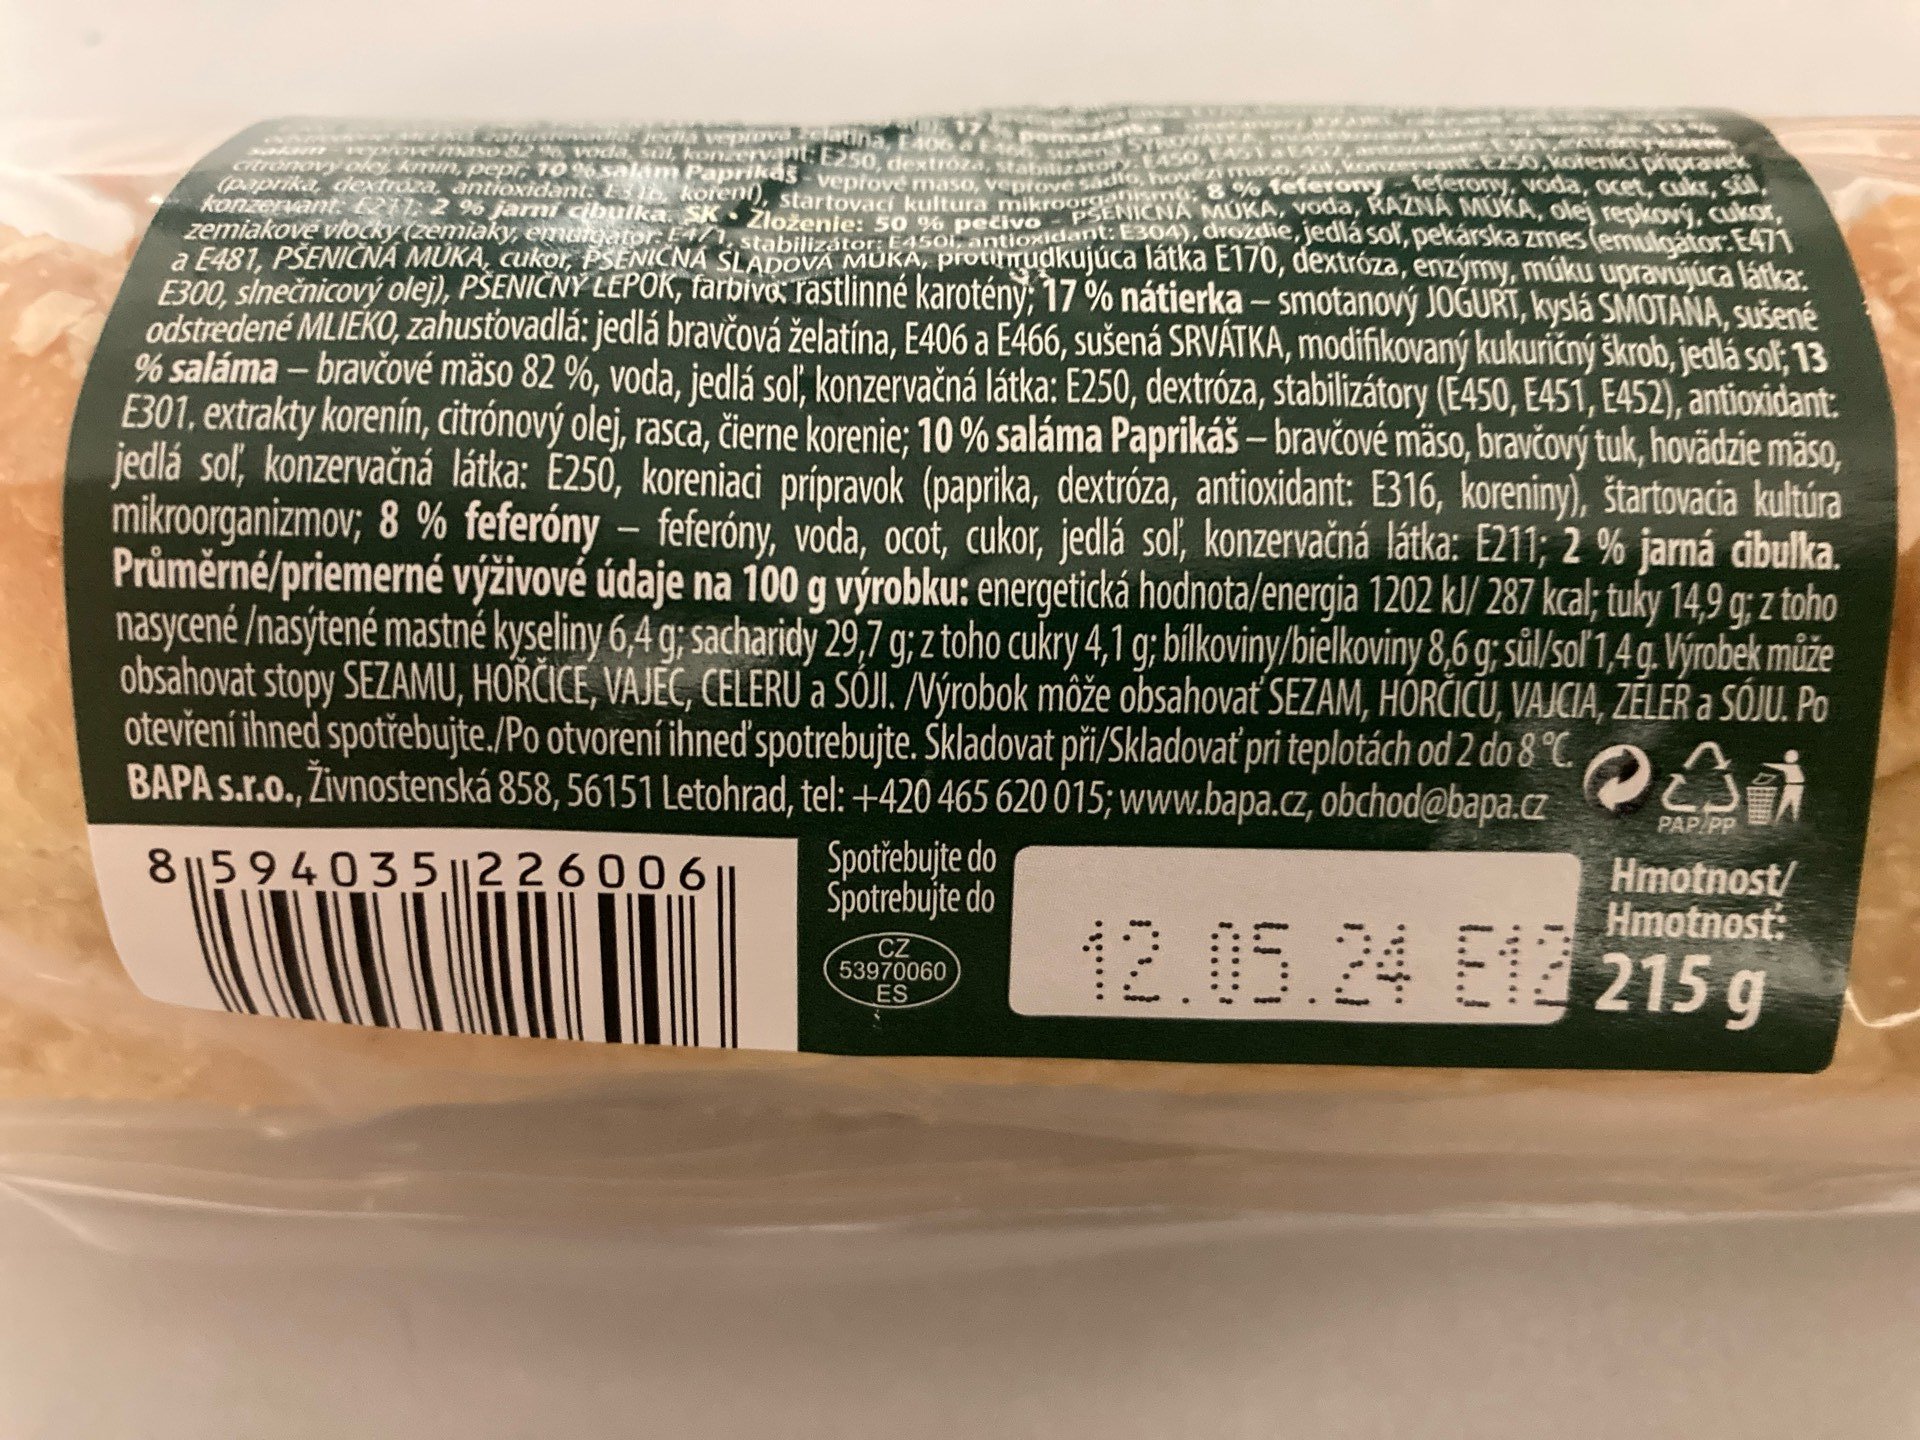 jedlá vepřová
salám – vepřové maso 82 %, voda, sůl, konzervant: E250, dextróza
citronový olej, kmín, pepř, 10 % salám Paprikáš vepřové maso, vepřové sádlo, hovězí maso, sůl, konzervant: E250, kořenicí přípravek
(paprika, dextróza, antioxidant: koření), startovací kultura mikroorganismů; 8 % feferony – feferony, voda, ocet, cukr, sůl,
konzervant: E211; 2 % jarní cibulka. SK • Zloženie: 50 % pečivo – PŠENIČNÁ MÚKA, voda, RAŽNÁ MÚKA, olej repkový, cukor,
zemiakové vločky (zemiaky, emulgátor: E471, stabilizátor: E450i, antioxidant: E304), droždie, jedlá soľ, pekárska zmes (emulgátor: E471
a E481, PŠENIČNÁ MÚKA, cukor, PŠENIČNÁ SLADOVÁ MÚKA, protihrudkujúca látka E170, dextróza, enzýmy, múku upravujúca látka:
E300, slnečnicový olej), PŠENIČNÝ LEPOK, farbivo: rastlinné karotény; 17 % nátierka – smotanový JOGURT, kyslá SMOTANA, sušené
odstredené MLIEKO, zahusťovadlá: jedlá bravčová želatína, E406 a E466, sušená SRVÁTKA, modifikovaný kukuričný škrob, jedlá soľ; 13
% saláma – bravčové mäso 82 %, voda, jedlá soľ, konzervačná látka: E250, dextróza, stabilizátory (E450, E451, E452), antioxidant:
E301, extrakty korenín, citrónový olej, rasca, čierne korenie; 10 % saláma Paprikáš – bravčové mäso, bravčový tuk, hovädzie mäso,
jedlá soľ, konzervačná látka: E250, koreniaci prípravok (paprika, dextróza, antioxidant: E316, koreniny), štartovacia kultúra
mikroorganizmov; 8 % feferóny – feferóny, voda, ocot, cukor, jedlá soľ, konzervačná látka: E211; 2 % jarná cibuľka.
Průměrné/priemerné výživové údaje na 100 g výrobku: energetická hodnota/energia 1202 kJ/ 287 kcal; tuky 14,9 g; z toho
nasycené /nasýtené mastné kyseliny 6,4 g; sacharidy 29,7 g; z toho cukry 4,1 g; bílkoviny/bielkoviny 8,6 g; sůl/soľ 1,4 g. Výrobek může
obsahovat stopy SEZAMU, HOŘČICE, VAJEC, CELERU a SÓJI. /Výrobok môže obsahovať SEZAM, HORČICU, VAJCIA, ZELER a SÓJU. Po
otevření ihned spotřebujte./Po otvorení ihneď spotrebujte. Skladovat při/Skladovať pri teplotách od 2 do 8 °C.
BAPA s.r.o., Živnostenská 858, 56151 Letohrad, tel: +420 465 620 015; www.bapa.cz, obchod@bapa.cz
PAP/PP
8 594035 226006
Spotřebujte do
Spotrebujte do
CZ
53970060
ES
12.05.24 E12
Hmotnost/
Hmotnosť:
215 g